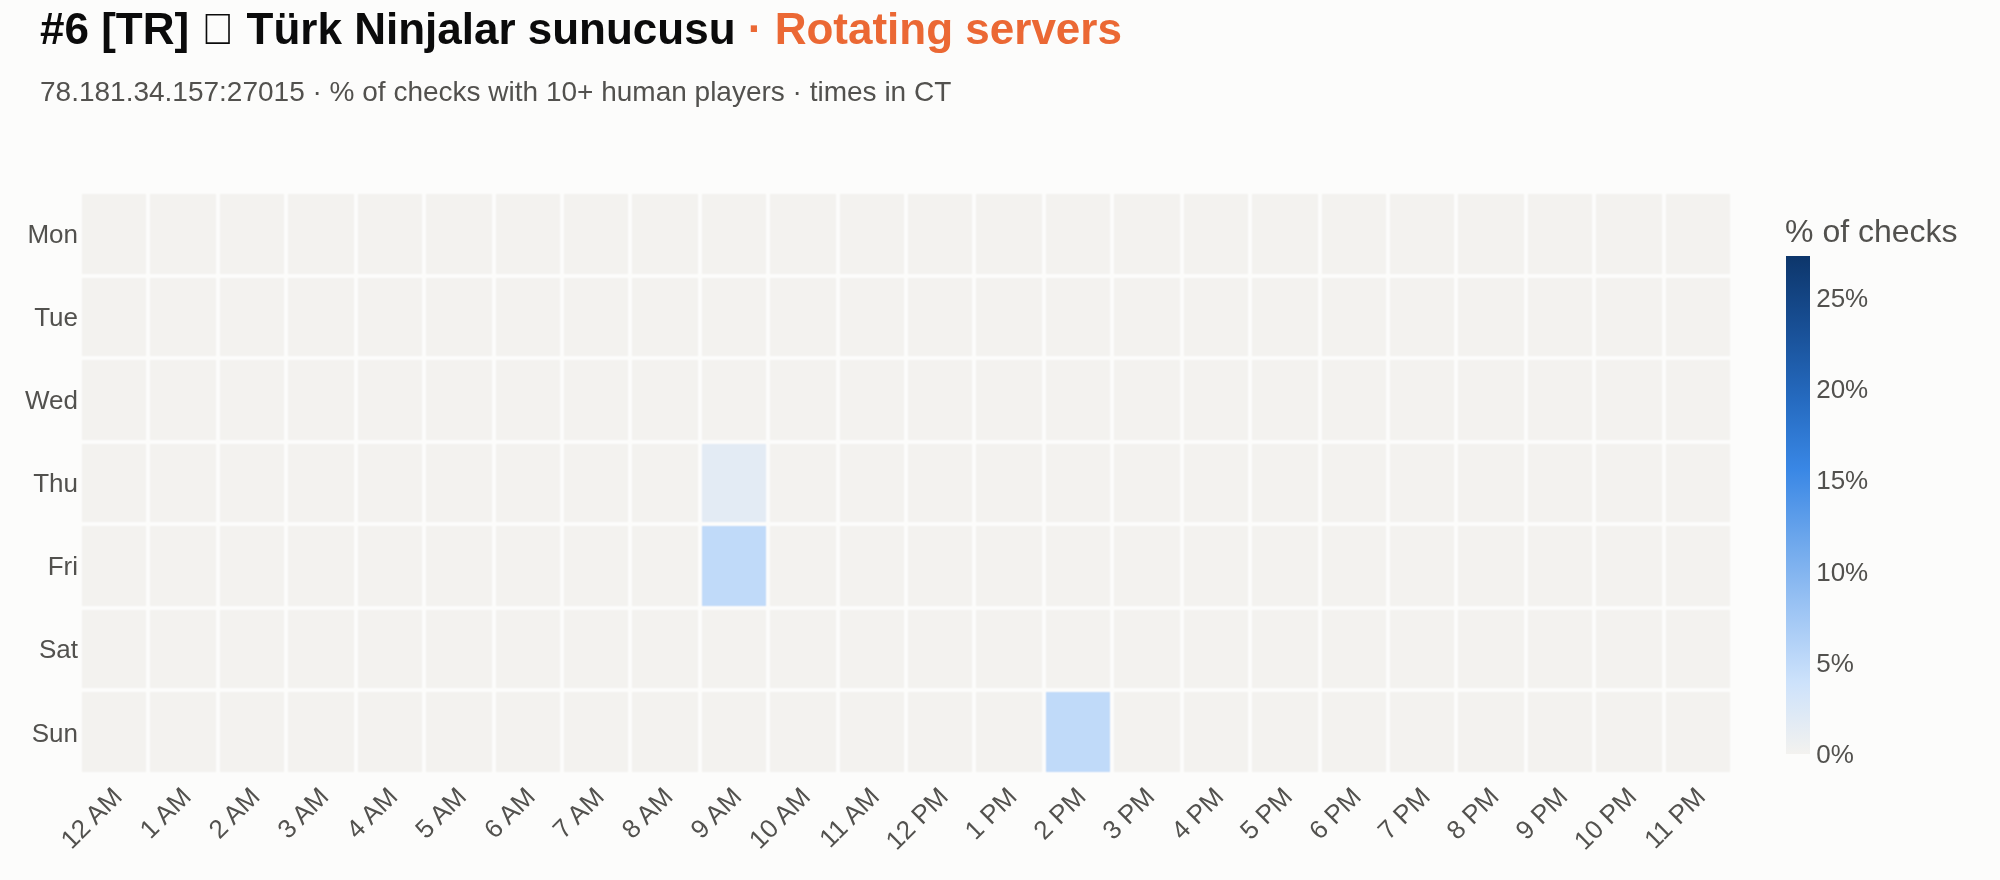 #6 [TR] Türk Ninjalar sunucusu · Rotating servers
78.181.34.157:27015 · % of checks with 10+ human players · times in CT
% of checks
Mon
Tue
Wed
Thu
Fri
Sat
Sun
25%
20%
15%
10%
5%
0%
12 AM
1 AM
2 AM
3 AM
4 AM
5 AM
6 AM
7 AM
8 AM
9 AM
10 AM
11 AM
12 PM
1 PM
2 PM
3 PM
4 PM
5 PM
6 PM
7 PM
8 PM
9 PM
10 PM
11 PM